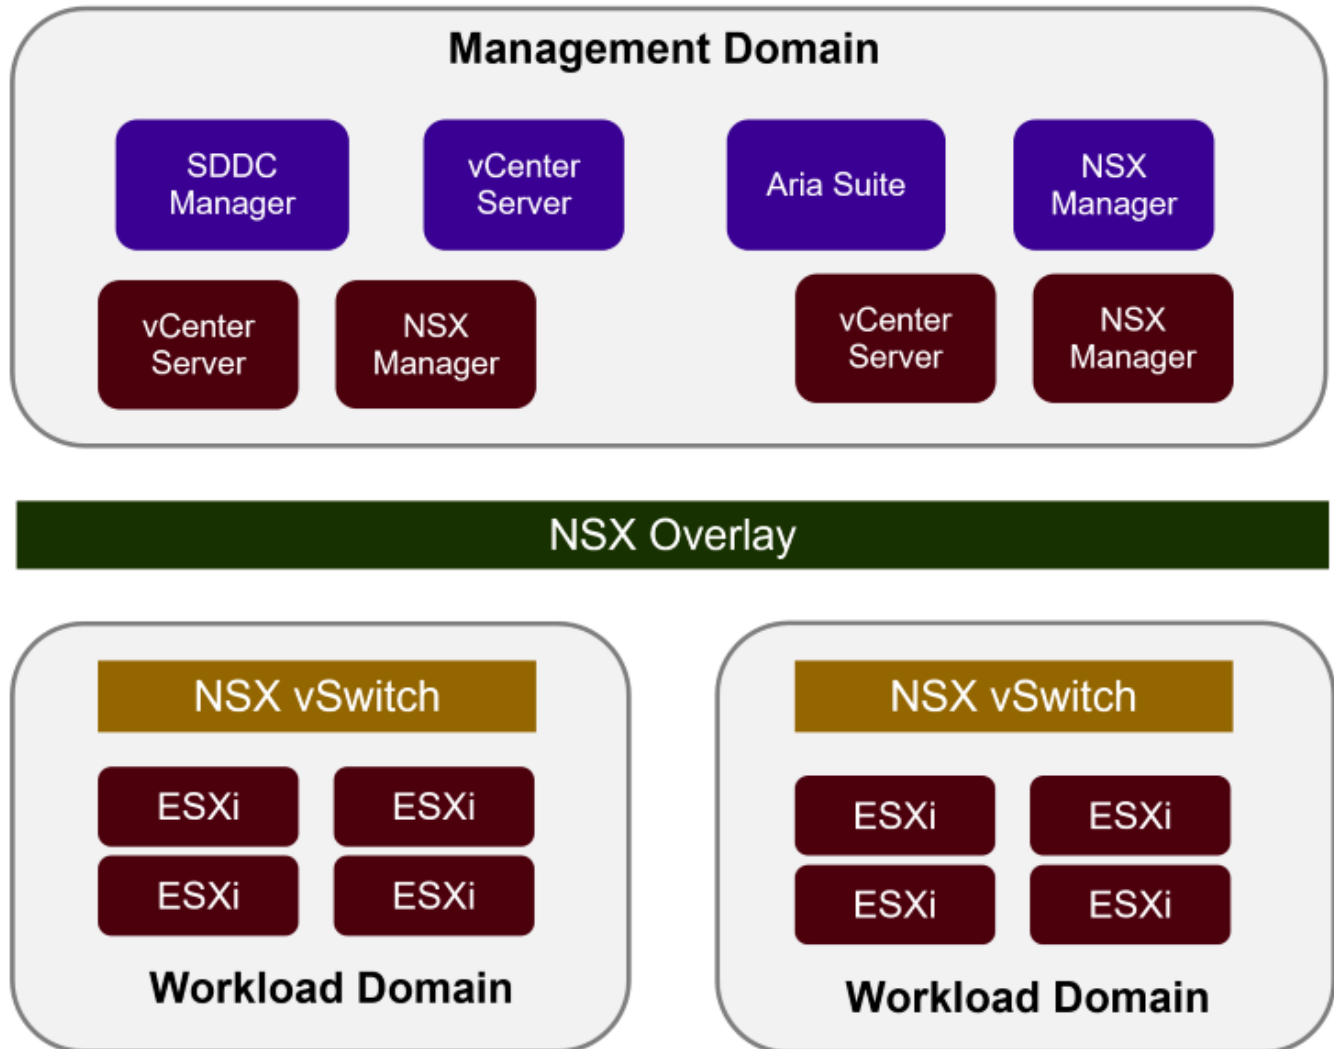 Management Domain
SDDC
Manager
vCenter
Server
Aria Suite
NSX
Manager
vCenter
Server
NSX
Manager
vCenter
Server
NSX
Manager
NSX Overlay
NSX vSwitch
ESXi
ESXi
ESXi
ESXi
Workload Domain
NSX vSwitch
ESXi
ESXi
ESXi
ESXi
Workload Domain